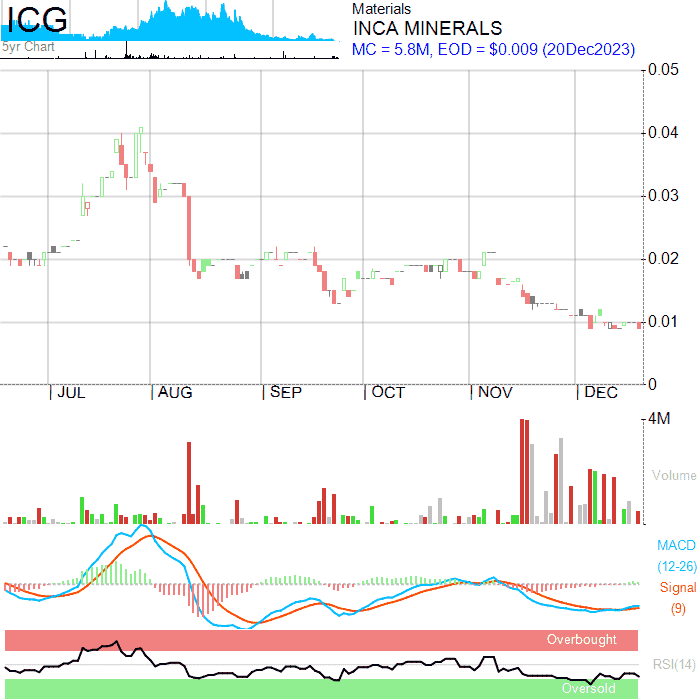 ICG
5yr Chart
Materials
INCA MINERALS
MC = 5.8M, EOD = $0.009 (20Dec2023)
0.05
0.04
0.03
0.02
0.01
0
JUL AUG SEP OCT NOV DEC
4M
Volume
MACD
(12-26)
Signal
(9)
Overbought
RSI(14)
Oversold